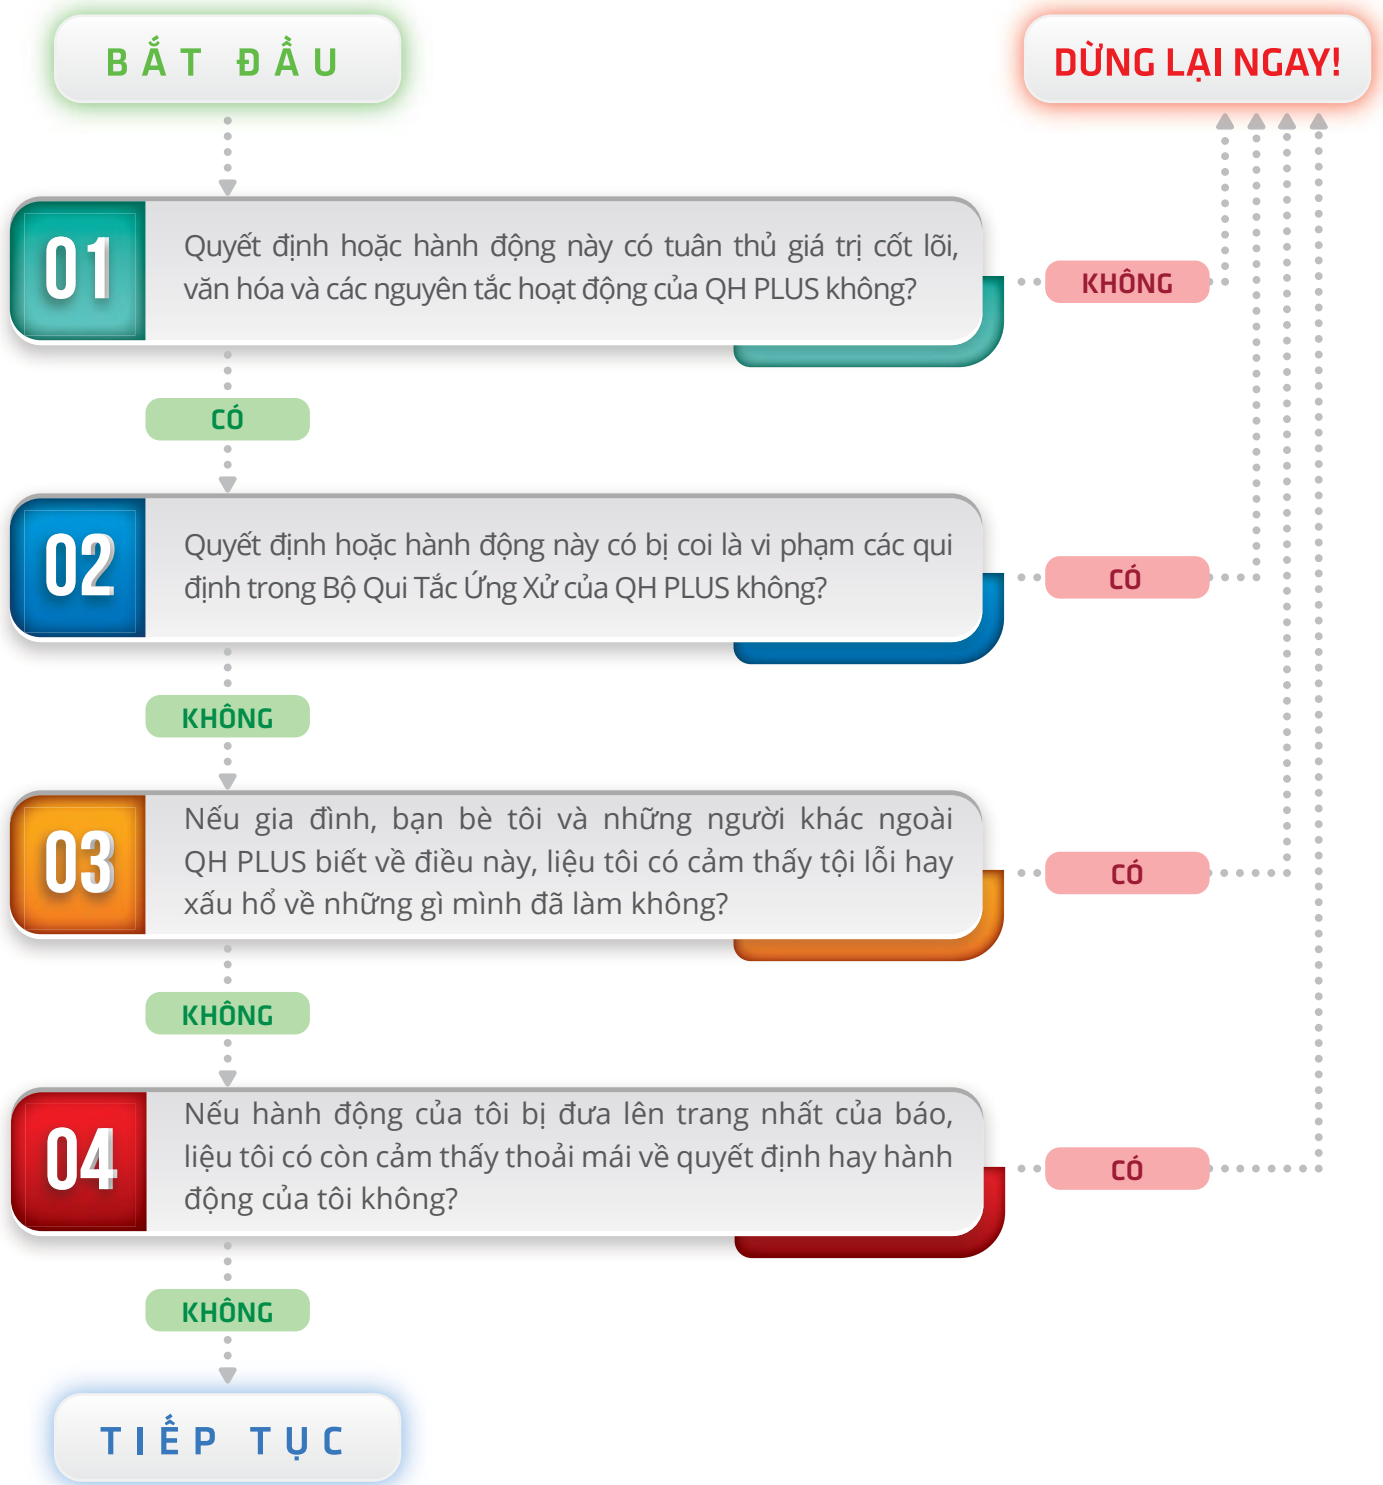 BẮT ĐẦU
DỪNG LẠI NGAY!
01
Quyết định hoặc hành động này có tuân thủ giá trị cốt lõi,
văn hóa và các nguyên tắc hoạt động của QH PLUS không?
KHÔNG
CÓ
02
Quyết định hoặc hành động này có bị coi là vi phạm các qui
định trong Bộ Qui Tắc Ứng Xử của QH PLUS không?
CÓ
KHÔNG
03
Nếu gia đình, bạn bè tôi và những người khác ngoài
QH PLUS biết về điều này, liệu tôi có cảm thấy tội lỗi hay
xấu hổ về những gì mình đã làm không?
CÓ
KHÔNG
04
Nếu hành động của tôi bị đưa lên trang nhất của báo,
liệu tôi có còn cảm thấy thoải mái về quyết định hay hành
động của tôi không?
CÓ
KHÔNG
TIẾP TỤC